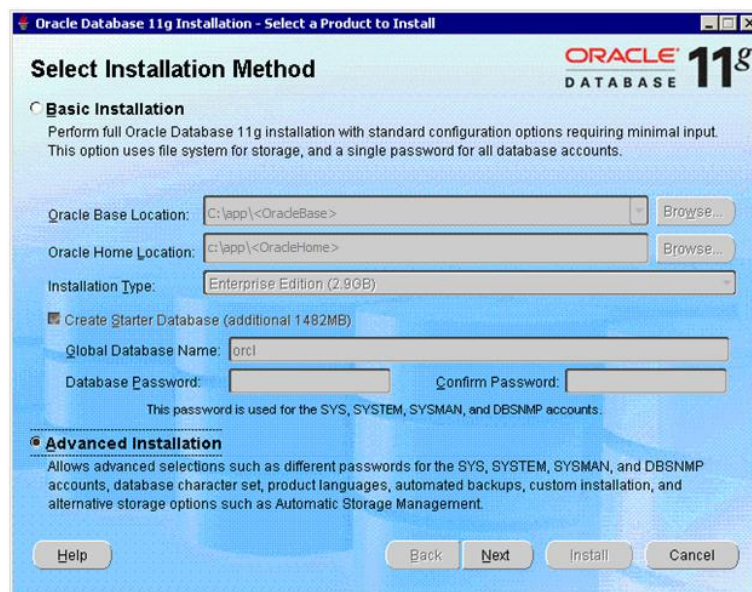 Oracle Database 11g Installation - Select a Product to Install
Select Installation Method
ORACLE
DATABASE 11g
Basic Installation
Perform full Oracle Database 11g installation with standard configuration options requiring minimal input.
This option uses file system for storage, and a single password for all database accounts.
Oracle Base Location: C:\app\<OracleBase> Browse...
Oracle Home Location: c:\app\<OracleHome> Browse...
Installation Type: Enterprise Edition (2.9GB)
Create Starter Database (additional 1482MB)
Global Database Name: orcl
Database Password: Confirm Password:
This password is used for the SYS, SYSTEM, SYSMAN, and DBSNMP accounts.
Advanced Installation
Allows advanced selections such as different passwords for the SYS, SYSTEM, SYSMAN, and DBSNMP
accounts, database character set, product languages, automated backups, custom installation, and
alternative storage options such as Automatic Storage Management.
Help Back Next Install Cancel